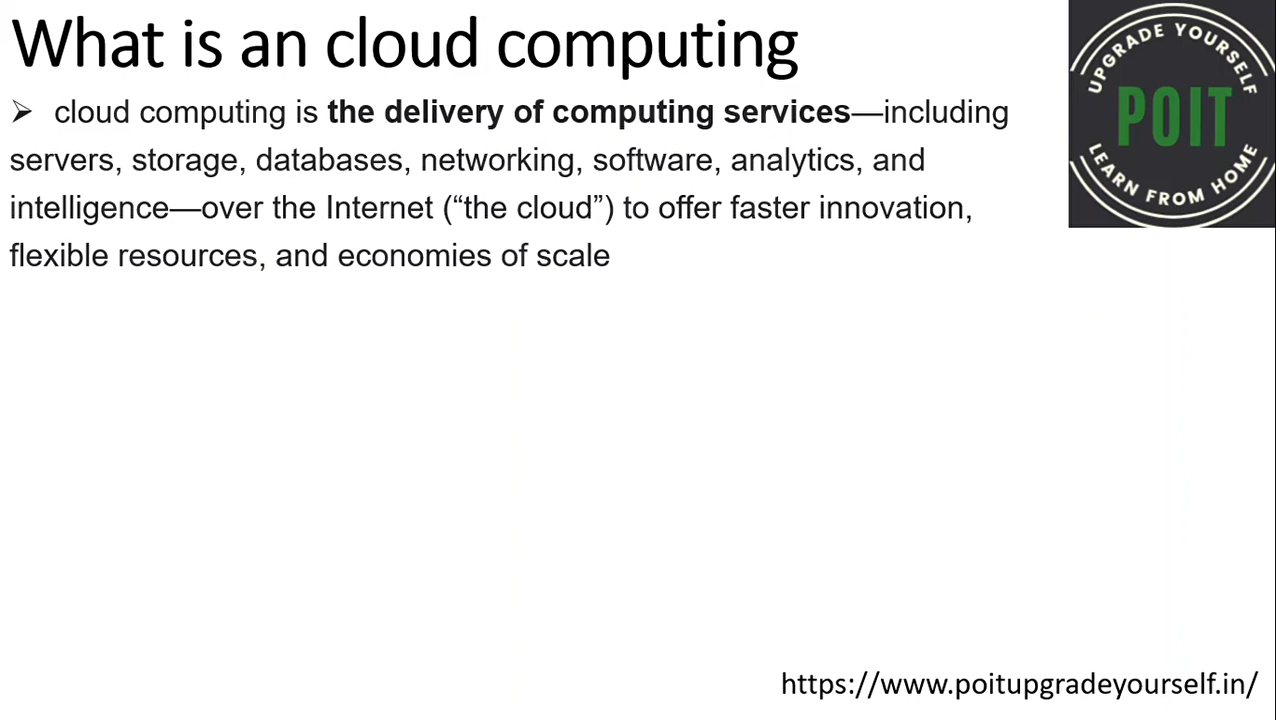 What is an cloud computing
➢ cloud computing is the delivery of computing services—including
servers, storage, databases, networking, software, analytics, and
intelligence—over the Internet (“the cloud”) to offer faster innovation,
flexible resources, and economies of scale
UPGRADE YOURSELF
POIT
LEARN FROM HOME
https://www.poitupgradeyourself.in/